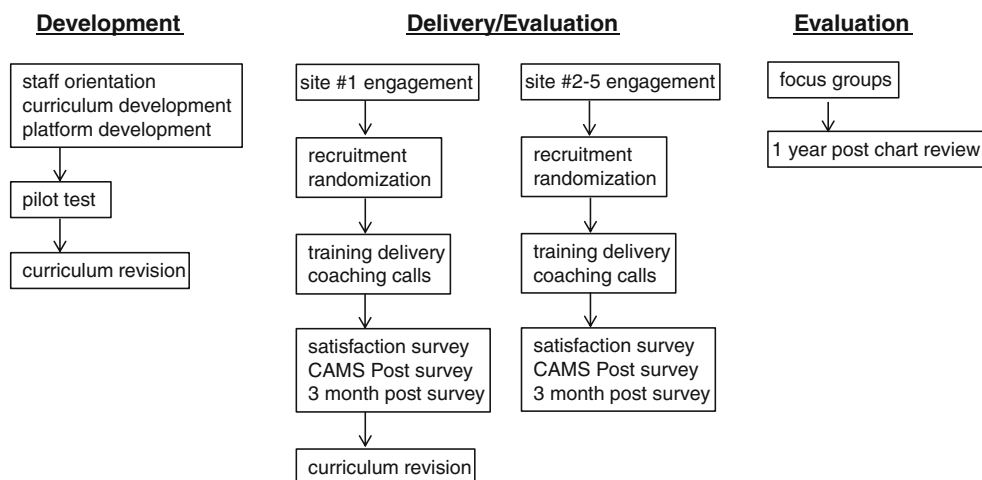 Development
staff orientation
curriculum development
platform development
pilot test
curriculum revision
Delivery/Evaluation
site #1 engagement
recruitment
randomization
training delivery
coaching calls
satisfaction survey
CAMS Post survey
3 month post survey
curriculum revision
site #2-5 engagement
recruitment
randomization
training delivery
coaching calls
satisfaction survey
CAMS Post survey
3 month post survey
Evaluation
focus groups
1 year post chart review